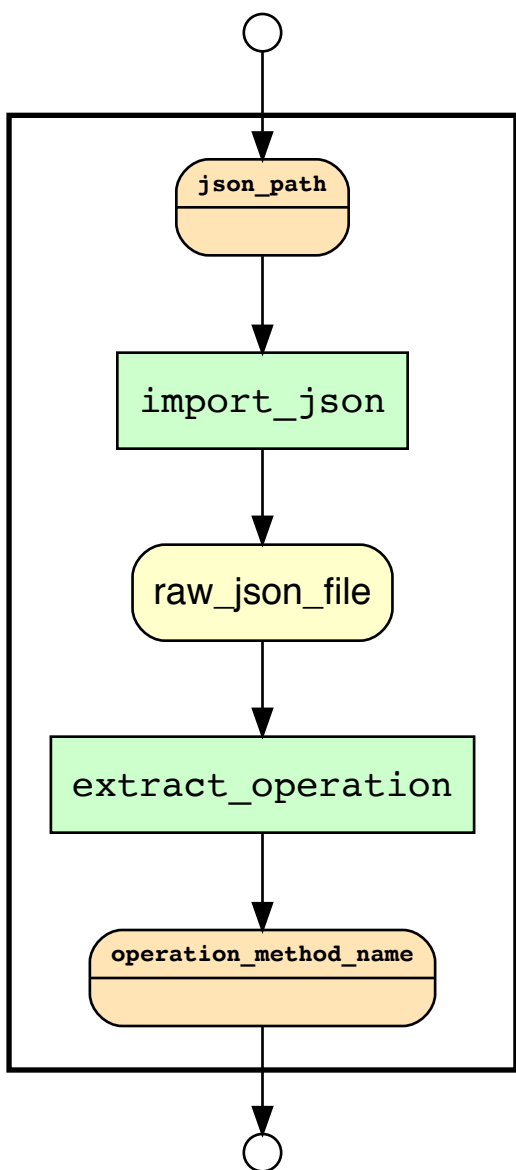 json_path
import_json
raw_json_file
extract_operation
operation_method_name